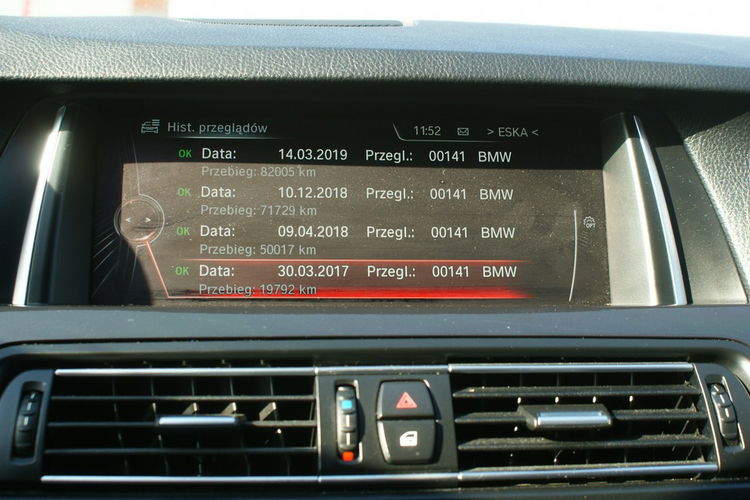 Hist. przeglądów 11:52 > ESKA <
OK Data: 14.03.2019 Przegl.: 00141 BMW
Przebieg: 82005 km
OK Data: 10.12.2018 Przegl.: 00141 BMW
Przebieg: 71729 km
OK Data: 09.04.2018 Przegl.: 00141 BMW
Przebieg: 50017 km
OPT
OK Data: 30.03.2017 Przegl.: 00141 BMW
Przebieg: 19792 km